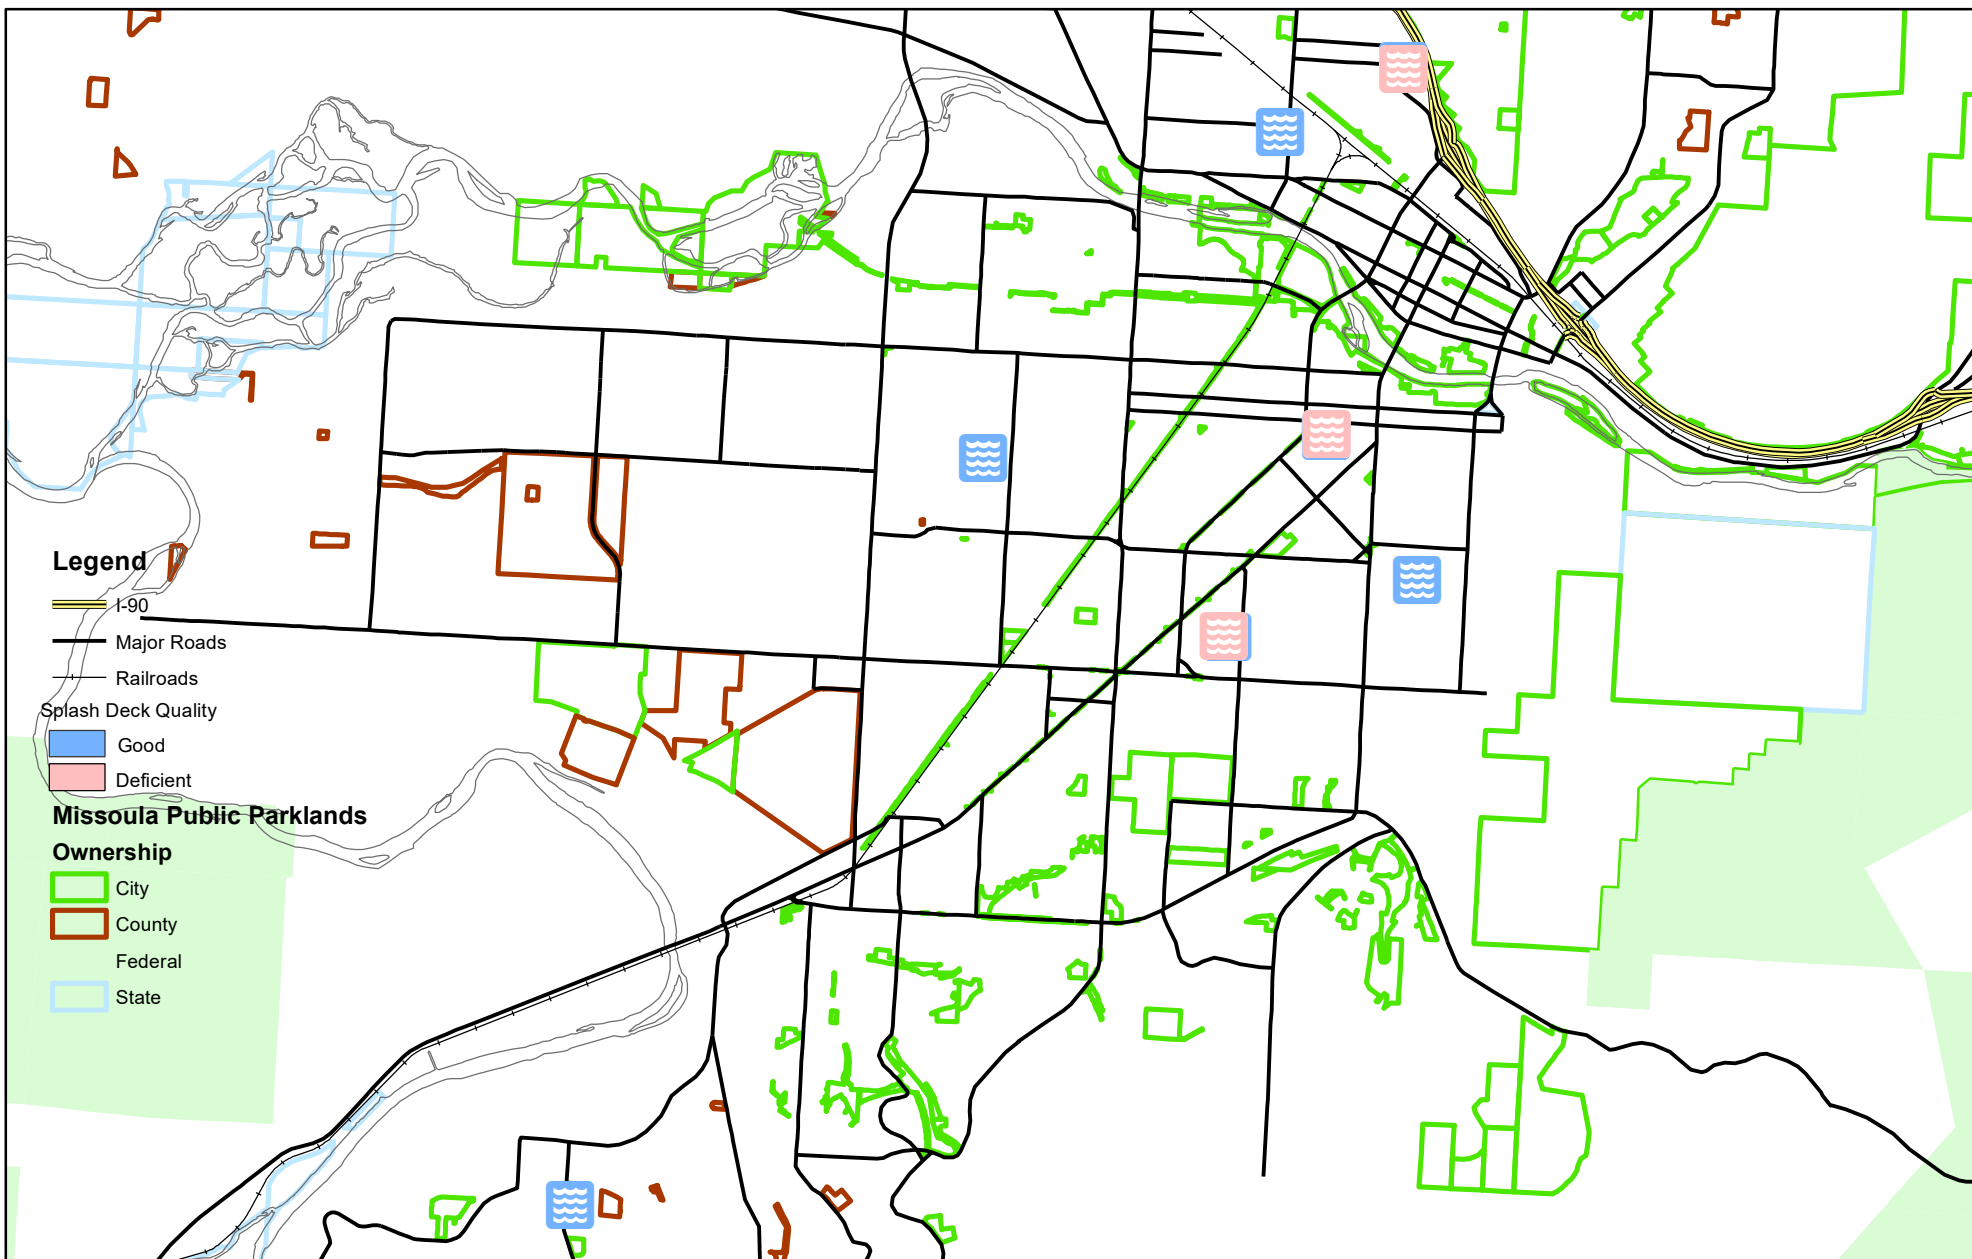 Legend
I-90
Major Roads
Railroads
Splash Deck Quality
Good
Deficient
Missoula Public Parklands
Ownership
City
County
Federal
State